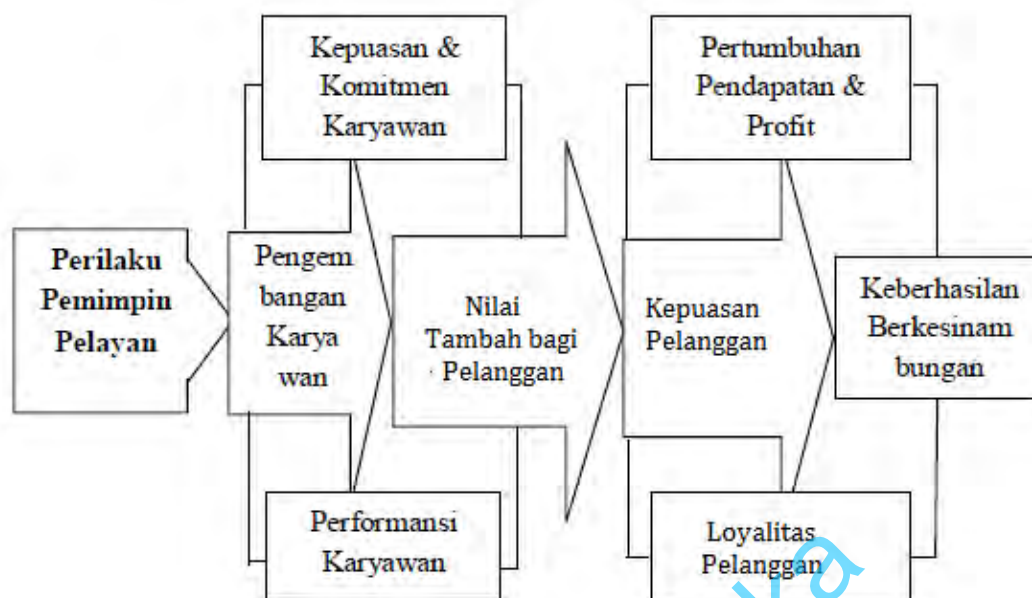 Kepuasan &
Komitmen
Karyawan
Pertumbuhan
Pendapatan &
Profit
Perilaku
Pemimpin
Pelayan
Pengem
bangan
Karya
wan
Nilai
Tambah bagi
Pelanggan
Kepuasan
Pelanggan
Keberhasilan
Berkesinam
bungan
Performansi
Karyawan
Loyalitas
Pelanggan
ka